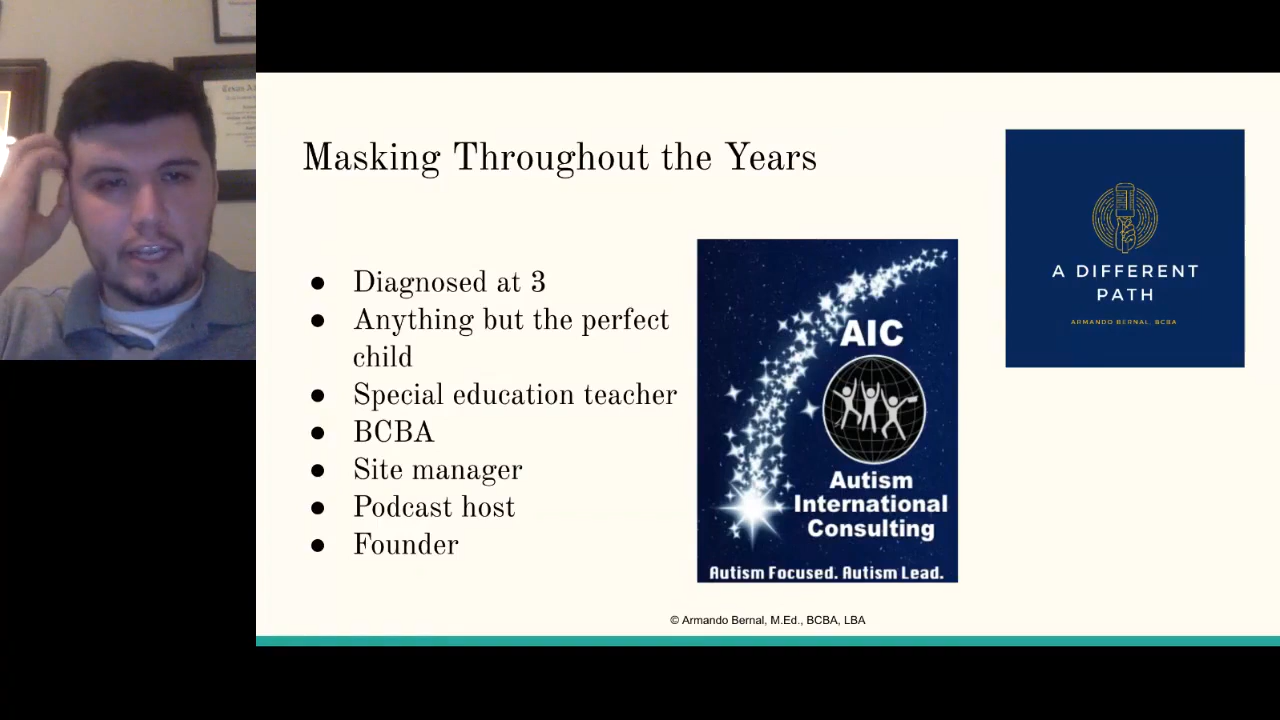 Texas A
Masking Throughout the Years
● Diagnosed at 3
● Anything but the perfect
child
● Special education teacher
● BCBA
● Site manager
● Podcast host
● Founder
AIC
Autism
International
Consulting
Autism Focused. Autism Lead.
A DIFFERENT
PATH
ARMANDO BERNAL, BCBA
© Armando Bernal, M.Ed., BCBA, LBA